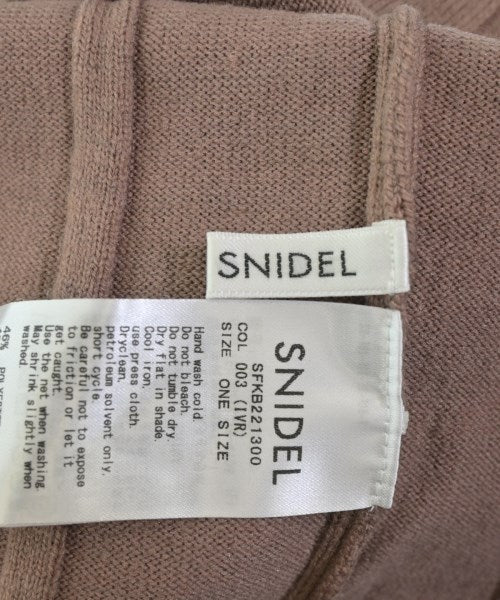 SNIDEL
SNIDEL
SFKB221300
COL 003 (IVR)
SIZE ONE SIZE
Hand wash cold.
Do not bleach.
Do not tumble dry.
Dry flat in shade.
Cool iron.
use press cloth.
Dryclean.
petroleum solvent only.
short cycle.
Be careful not to expose
to friction or let it
get caught
Use the net when washing.
May shrink slightly when
washed.
46%